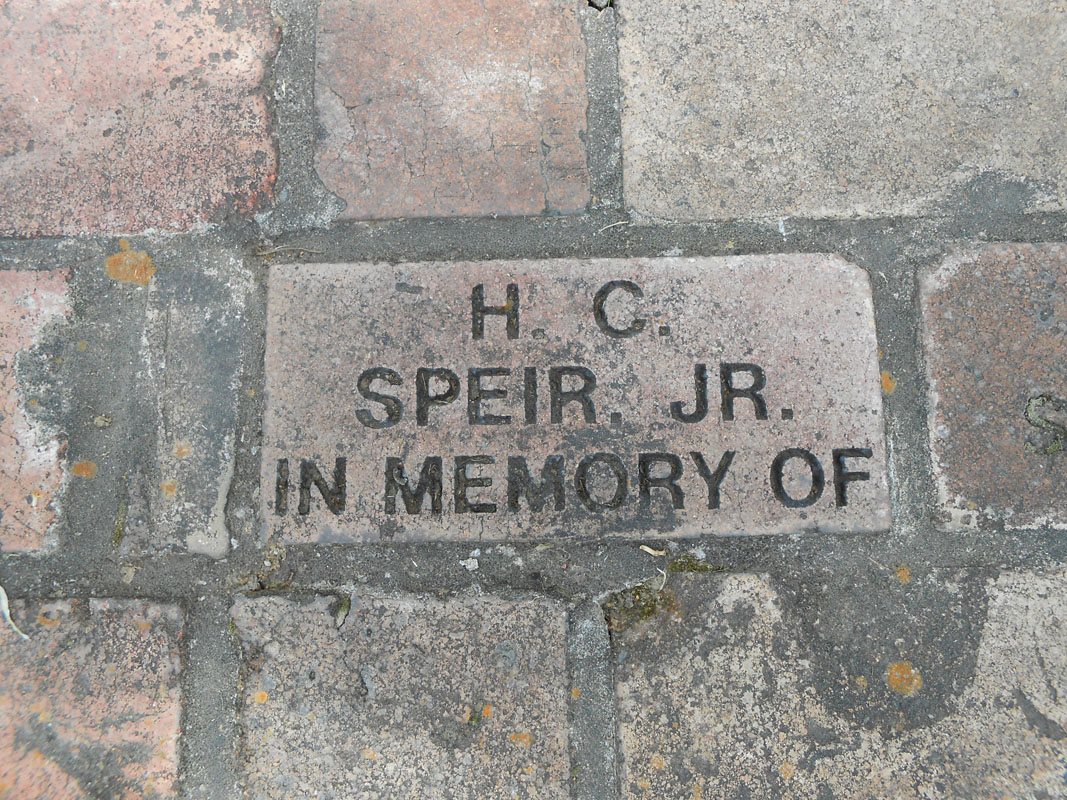 H. C.
SPEIR, JR.
IN MEMORY OF